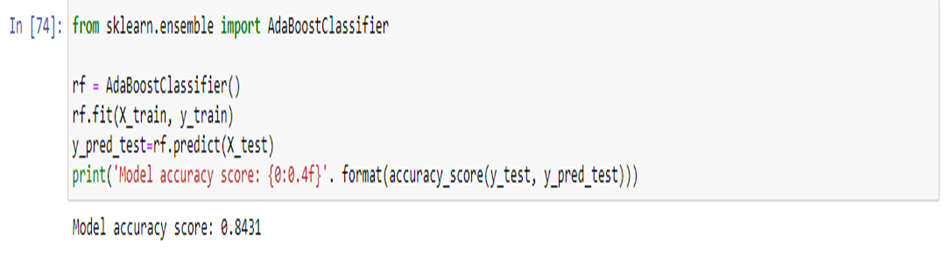 In [74]: from sklearn.ensemble import AdaBoostClassifier
rf = AdaBoostClassifier()
rf.fit(X_train, y_train)
y_pred_test=rf.predict(X_test)
print('Model accuracy score: {0:0.4f}'. format(accuracy_score(y_test, y_pred_test)))
Model accuracy score: 0.8431